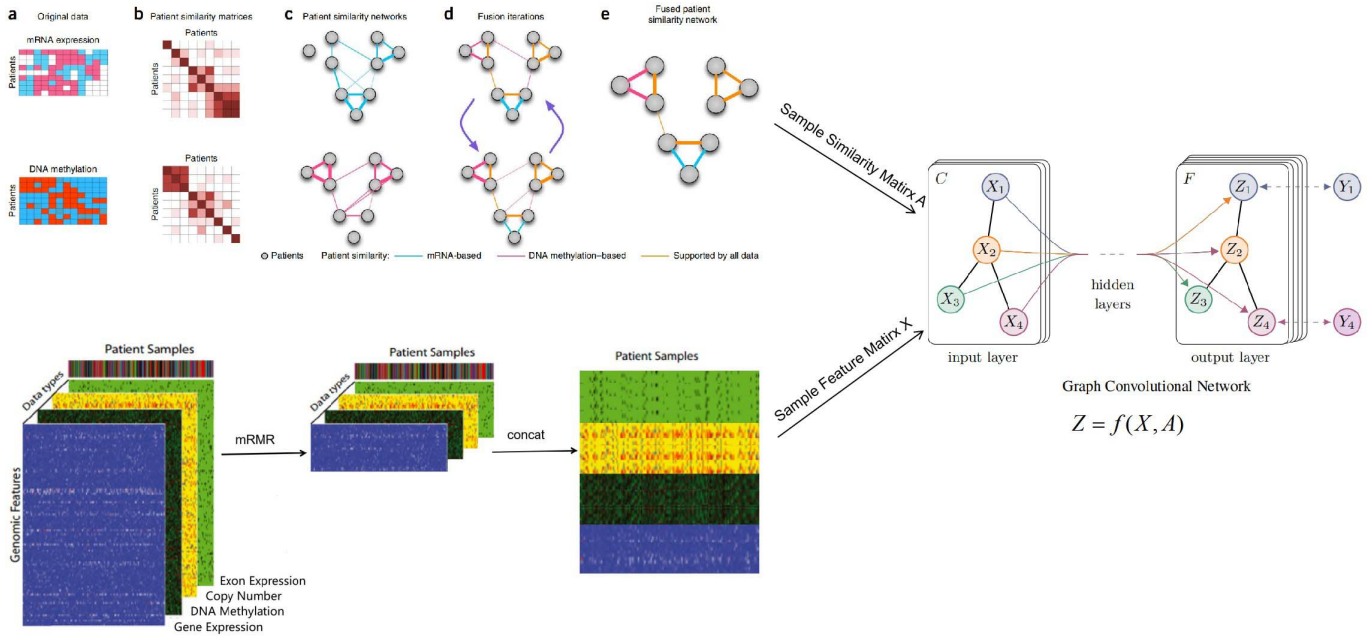 a Original data
mRNA expression
Patients
DNA methylation
Patients
b Patient similarity matrices
Patients
Patients
Patients
Patients
c Patient similarity networks
d Fusion iterations
e Fused patient
similarity network
Patients Patient similarity: mRNA-based DNA methylation–based Supported by all data
Sample Similarity Matirx A
Patient Samples
Data types
Genomic Features
Exon Expression
Copy Number
DNA Methylation
Gene Expression
mRMR
Patient Samples
Data types
concat
Patient Samples
Sample Feature Matirx X
C
X1
X2
X3
X4
input layer
hidden
layers
F
Z1
Z2
Z3
Z4
output layer
Y1
Y4
Graph Convolutional Network
Z = f(X, A)